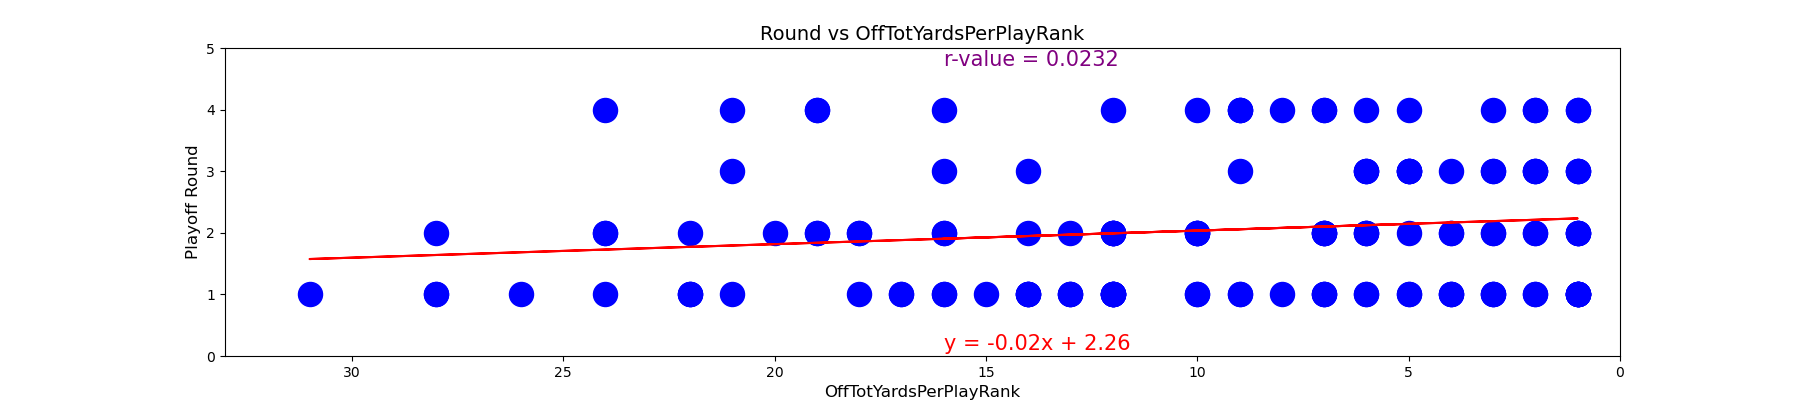 Round vs OffTotYardsPerPlayRank
r-value = 0.0232
5
4
3
2
1
0
Playoff Round
y = -0.02x + 2.26
30 25 20 15 10 5 0
OffTotYardsPerPlayRank